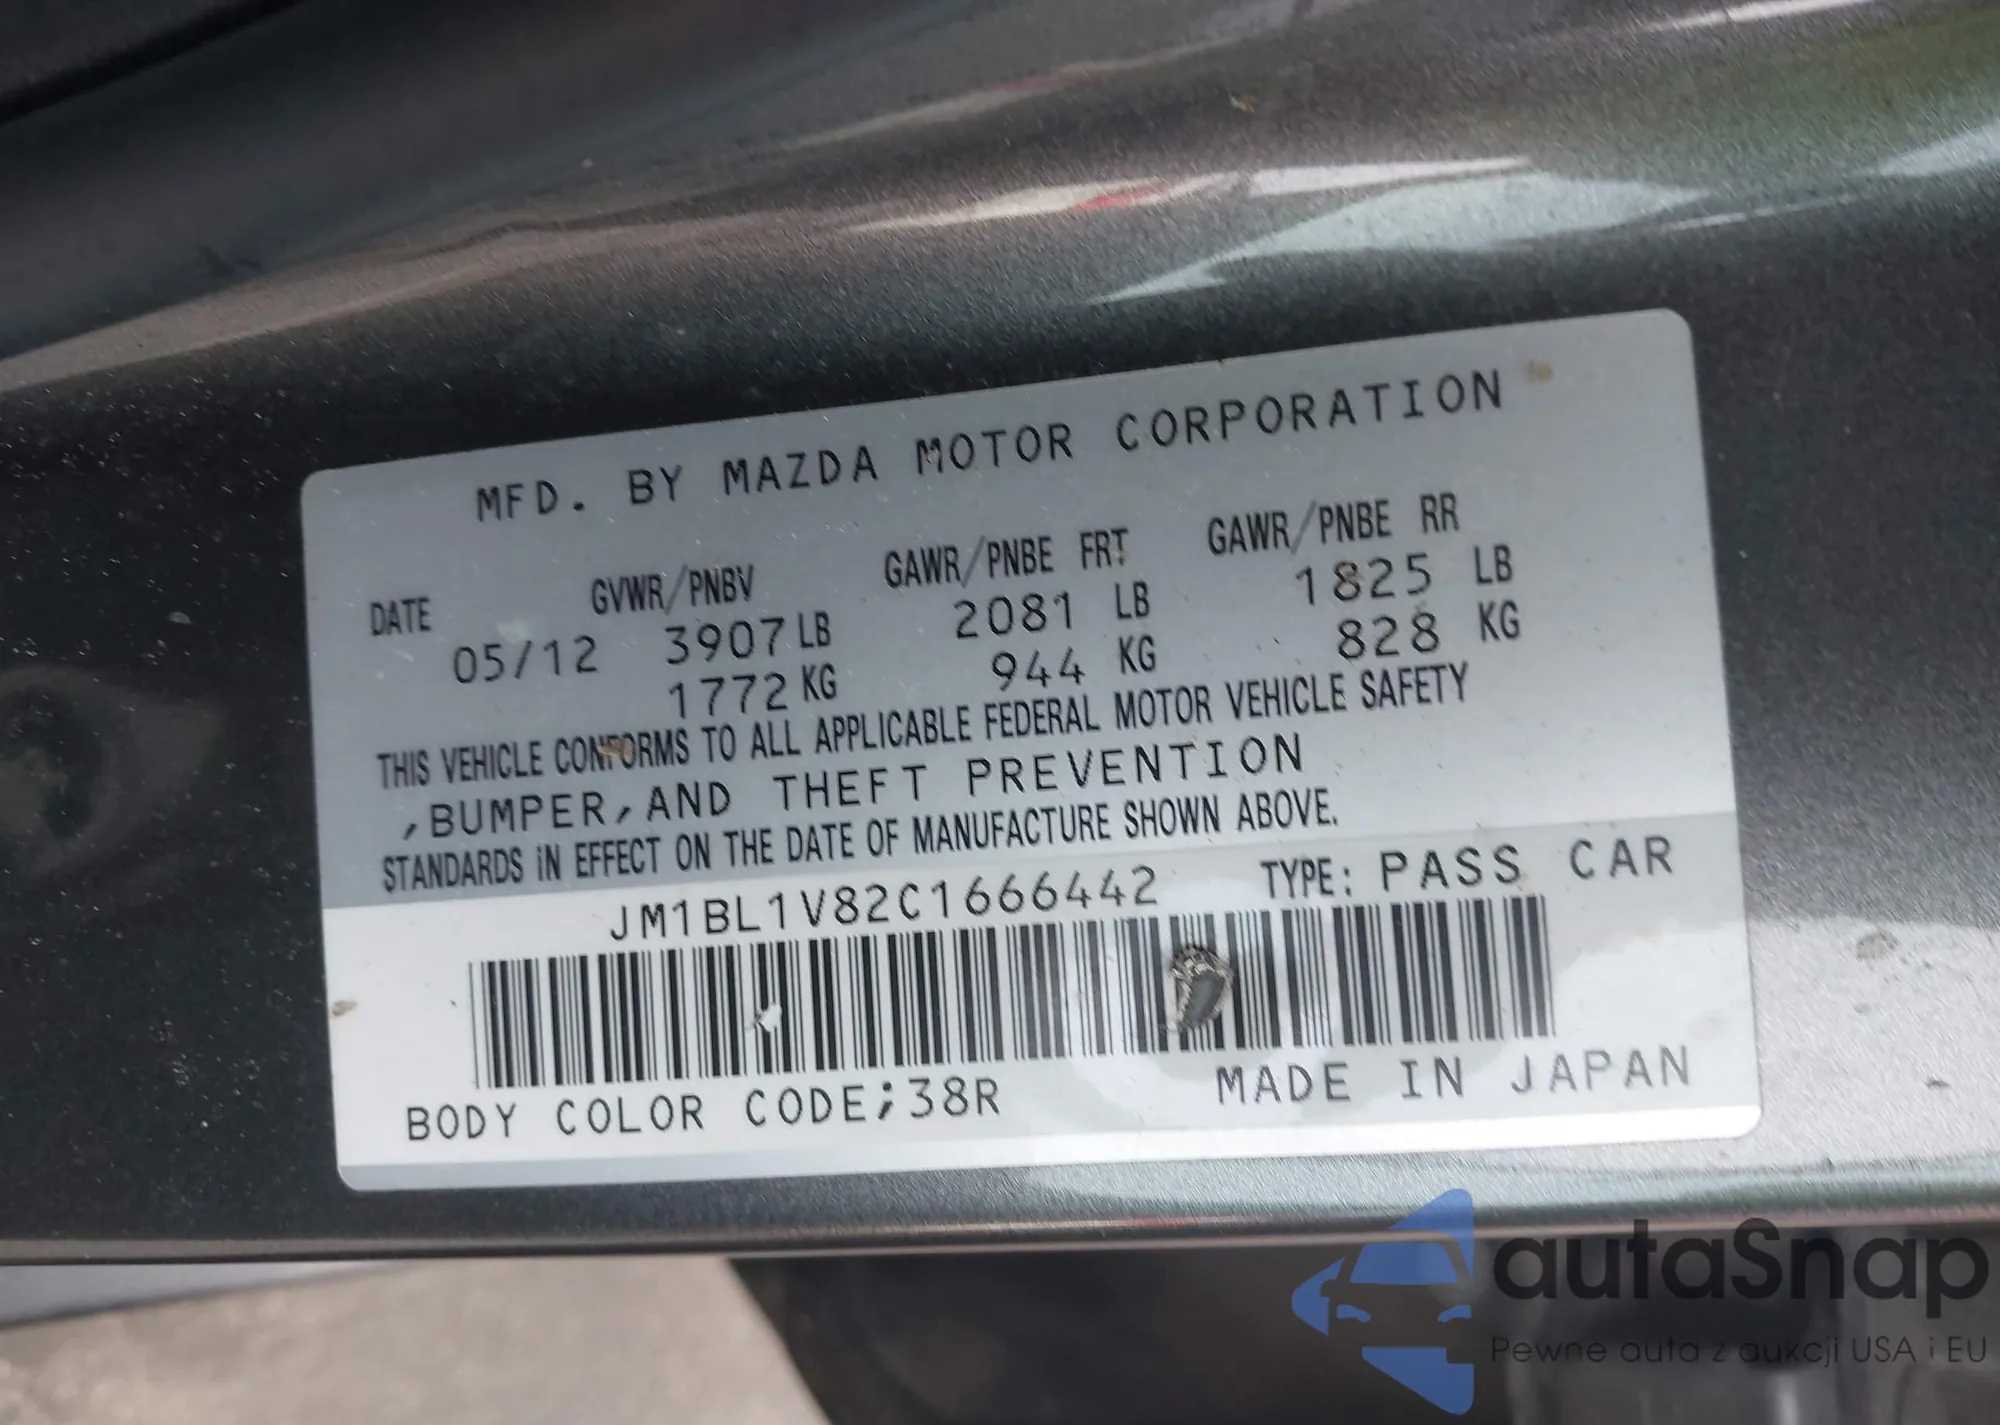 MFD. BY MAZDA MOTOR CORPORATION
DATE GVWR/PNBV GAWR/PNBE FRT GAWR/PNBE RR
05/12 3907 LB 2081 LB 1825 LB
1772 KG 944 KG 828 KG
THIS VEHICLE CONFORMS TO ALL APPLICABLE FEDERAL MOTOR VEHICLE SAFETY
,BUMPER,AND THEFT PREVENTION
STANDARDS iN EFFECT ON THE DATE OF MANUFACTURE SHOWN ABOVE.
JM1BL1V82C1666442 TYPE: PASS CAR
BODY COLOR CODE;38R MADE IN JAPAN
autaSnap
Pewne auta z aukcji USA i EU